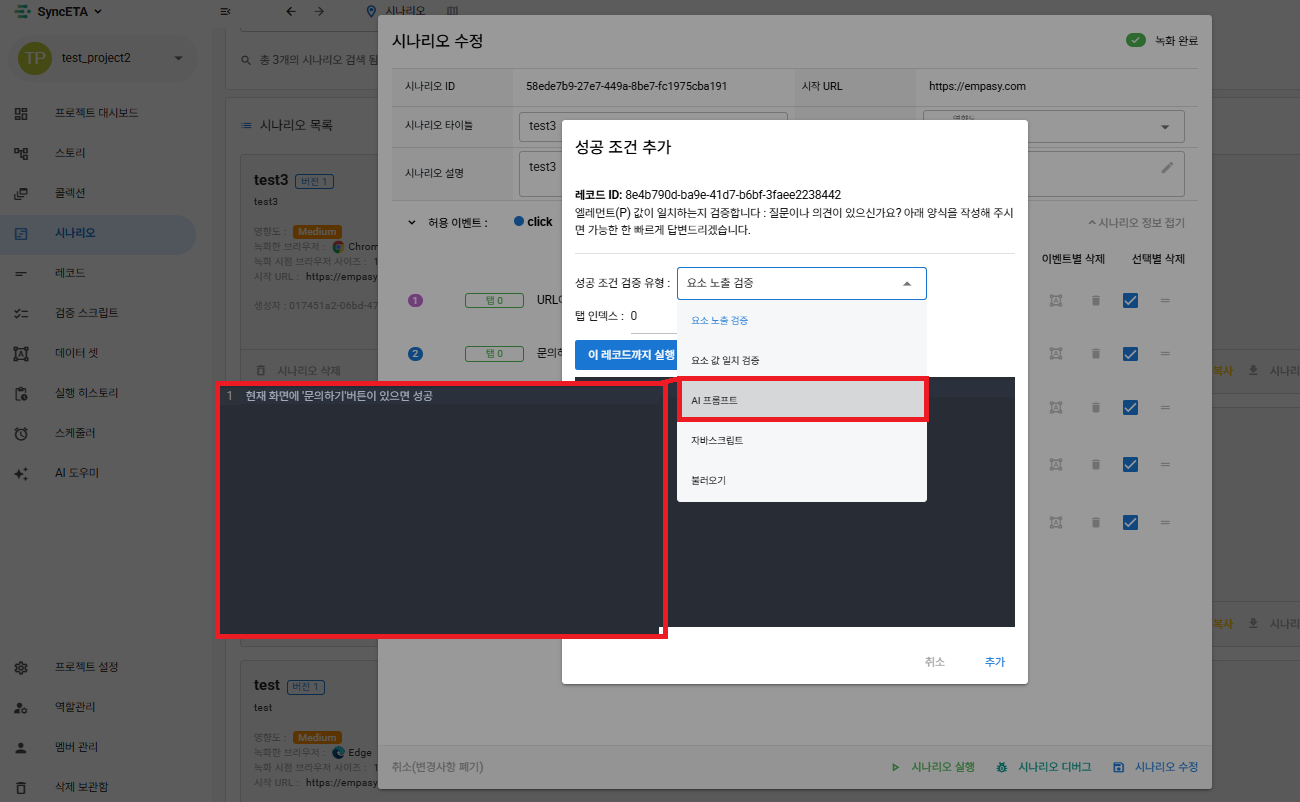 SyncETA
시나리오
TP
test_project2
프로젝트 대시보드
스토리
콜렉션
시나리오
레코드
검증 스크립트
데이터 셋
실행 히스토리
스케줄러
AI 도우미
프로젝트 설정
역할관리
멤버 관리
삭제 보관함
총 3개의 시나리오 검색 됨
시나리오 목록
test3 버전 1
test3
영향도 : Medium
녹화한 브라우저 : Chrom
녹화 시점 브라우저 사이즈 : 1
시작 URL : https://empasy
생성자 : 017451a2-06bd-47
시나리오 삭제
test 버전 1
test
영향도 : Medium
녹화한 브라우저 : Edge
녹화 시점 브라우저 사이즈 : 1
시작 URL : https://empasy
시나리오 수정
녹화 완료
시나리오 ID 58ede7b9-27e7-449a-8be7-fc1975cba191 시작 URL https://empasy.com
시나리오 타이틀 test3 영향도
시나리오 설명 test3
허용 이벤트 : click
시나리오 정보 접기
이벤트별 삭제 선택별 삭제
1 탭 0 URL
2 탭 0 문의하
성공 조건 추가
레코드 ID: 8e4b790d-ba9e-41d7-b6bf-3faee2238442
엘레먼트(P) 값이 일치하는지 검증합니다 : 질문이나 의견이 있으신가요? 아래 양식을 작성해 주시
면 가능한 한 빠르게 답변드리겠습니다.
성공 조건 검증 유형 : 요소 노출 검증
탭 인덱스 : 0
이 레코드까지 실행
요소 노출 검증
요소 값 일치 검증
AI 프롬프트
자바스크립트
불러오기
1 현재 화면에 '문의하기'버튼이 있으면 성공
취소 추가
복사 시나리
복사 시나리
취소(변경사항 폐기)
시나리오 실행 시나리오 디버그 시나리오 수정